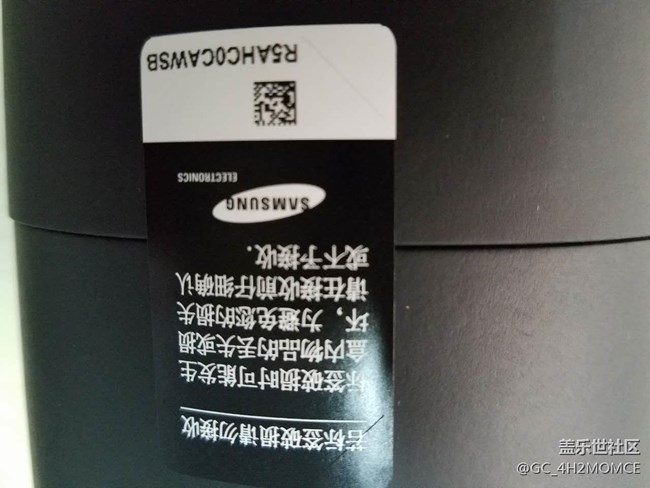 若标签破损请勿接收
标签破损时可能发生
盒内物品的丢失或损
坏，为避免您的损失
请在接收前仔细确认
或不予接收.
SAMSUNG
ELECTRONICS
R5AHC0CAWSB
盖乐世社区
@GC_4H2MOMCE